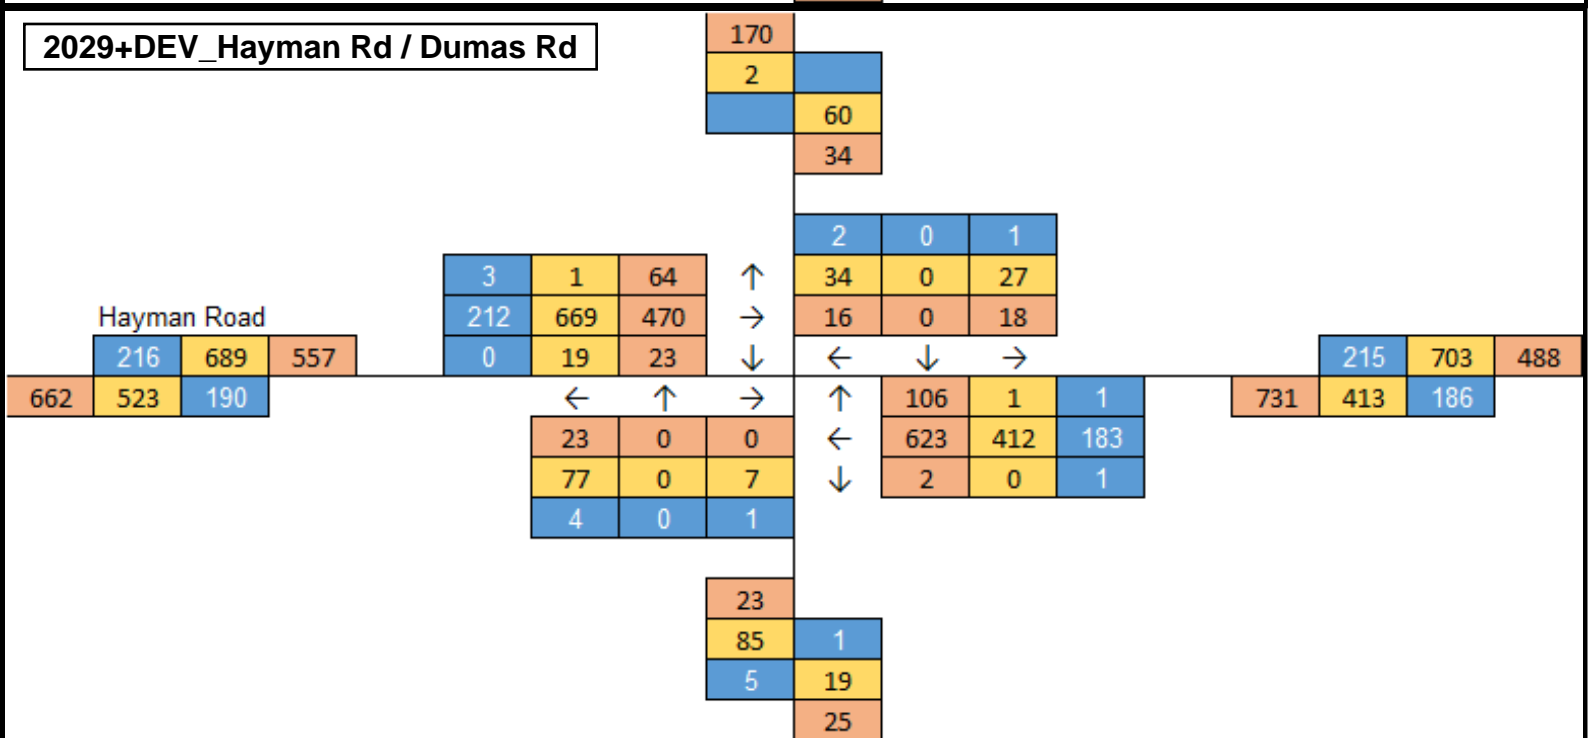 170
2029+DEV_Hayman Rd / Dumas Rd
2
60
34
2 0 1
3 1 64 ↑ 34 0 27
Hayman Road 212 669 470 → 16 0 18
216 689 557 0 19 23 ↓ ← ↓ → 215 703 488
662 523 190 ← ↑ → ↑ 106 1 1 731 413 186
23 0 0 ← 623 412 183
77 0 7 ↓ 2 0 1
4 0 1
23
85 1
5 19
25